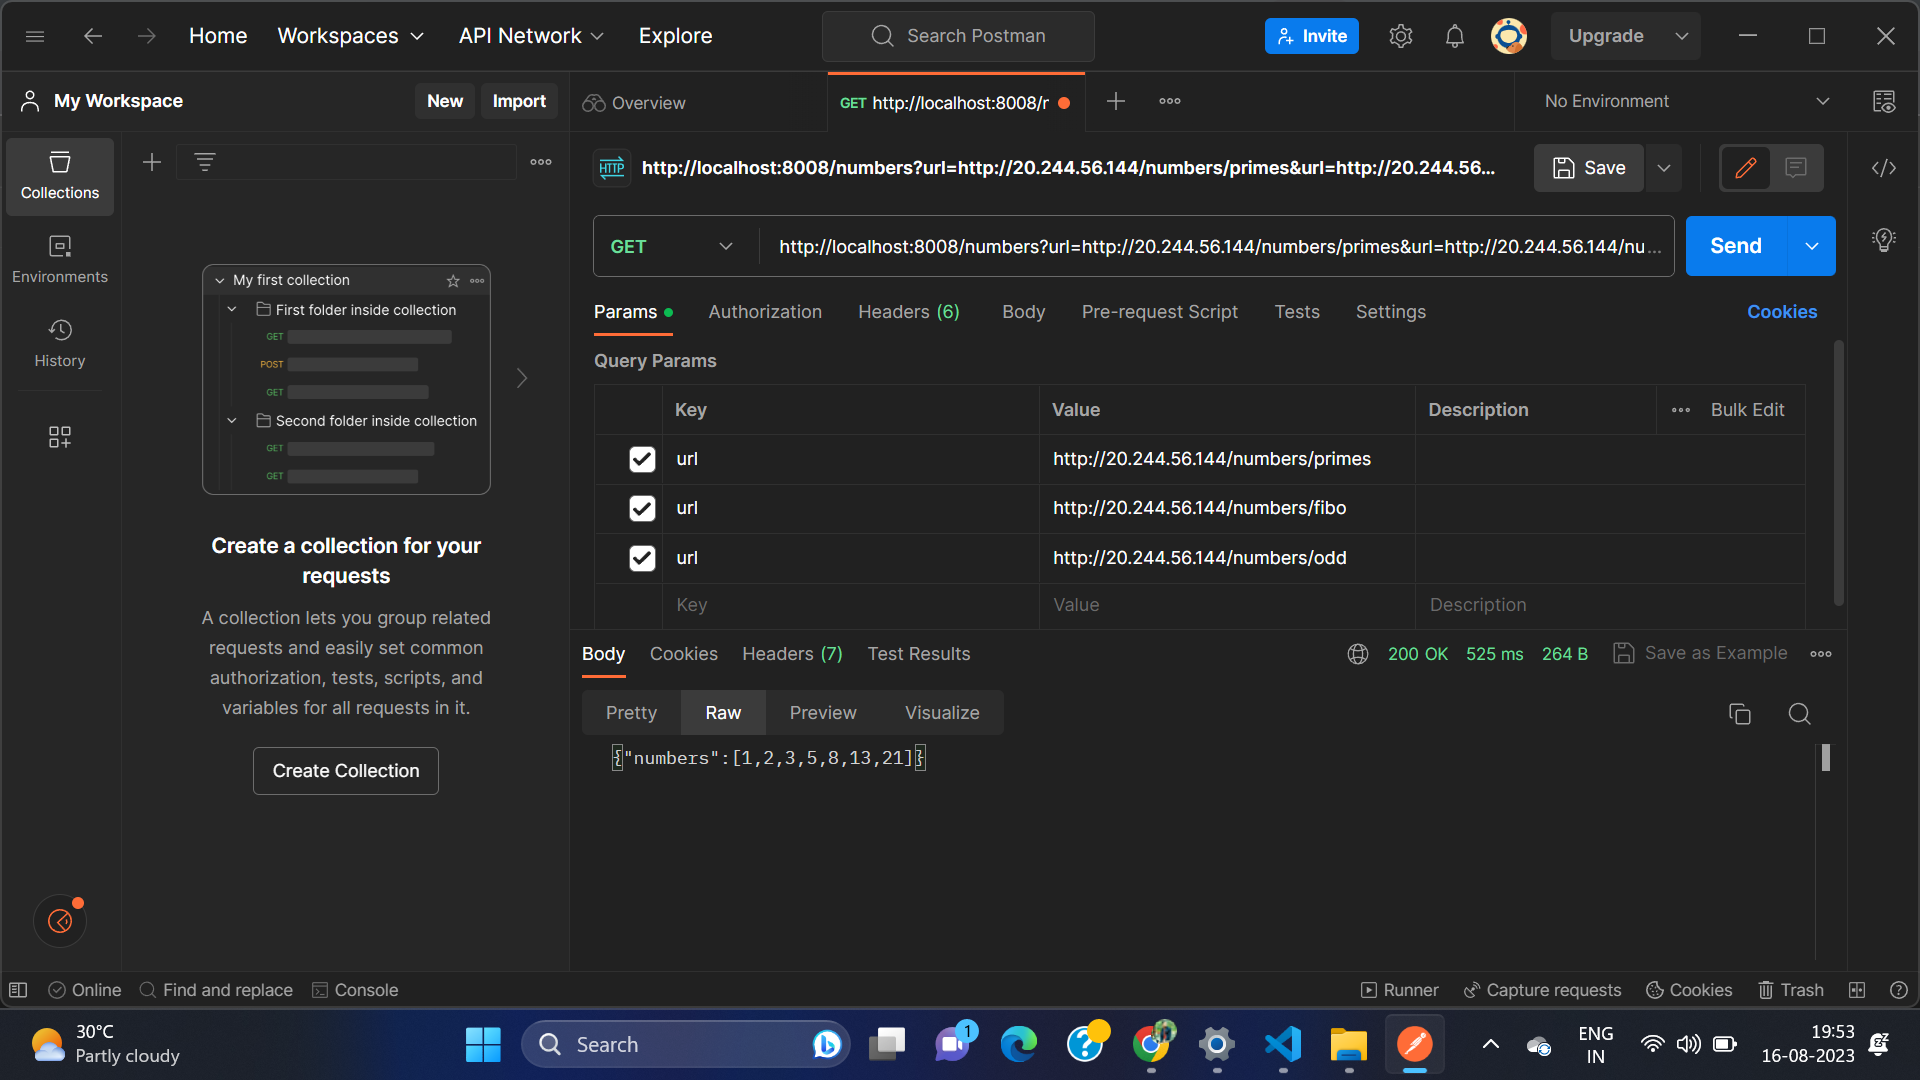 Home Workspaces API Network Explore Search Postman Invite Upgrade
My Workspace New Import Overview GET http://localhost:8008/r No Environment
http://localhost:8008/numbers?url=http://20.244.56.144/numbers/primes&url=http://20.244.56... Save
Collections
Environments
History
My first collection
First folder inside collection
GET
POST
GET
Second folder inside collection
GET
GET
Create a collection for your
requests
A collection lets you group related
requests and easily set common
authorization, tests, scripts, and
variables for all requests in it.
Create Collection
GET http://localhost:8008/numbers?url=http://20.244.56.144/numbers/primes&url=http://20.244.56.144/nu... Send
Params Authorization Headers (6) Body Pre-request Script Tests Settings Cookies
Query Params
Key Value Description Bulk Edit
url http://20.244.56.144/numbers/primes
url http://20.244.56.144/numbers/fibo
url http://20.244.56.144/numbers/odd
Key Value Description
Body Cookies Headers (7) Test Results 200 OK 525 ms 264 B Save as Example
Pretty Raw Preview Visualize
{"numbers":[1,2,3,5,8,13,21]}
Online Find and replace Console Runner Capture requests Cookies Trash
30°C
Partly cloudy
Search
1
ENG
IN
19:53
16-08-2023